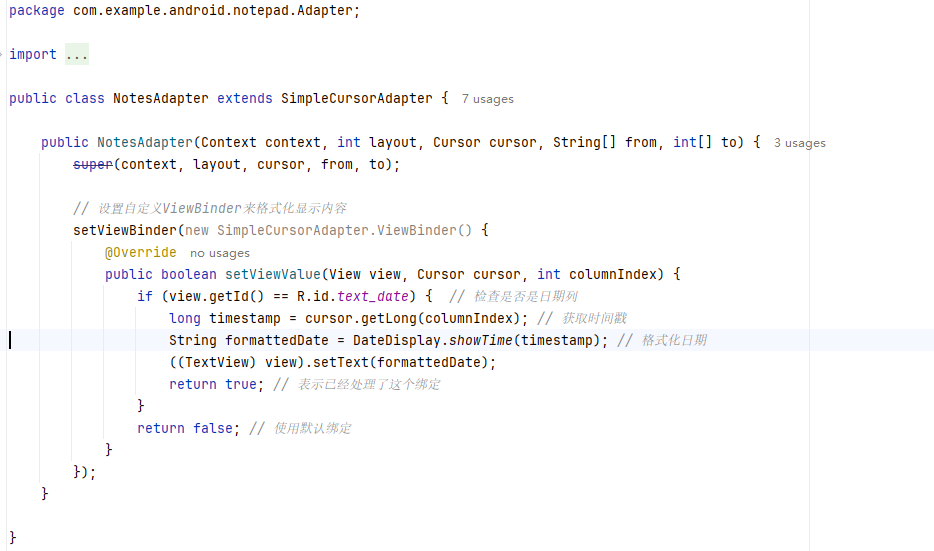 package com.example.android.notepad.Adapter;
import ...
public class NotesAdapter extends SimpleCursorAdapter { 7 usages
public NotesAdapter(Context context, int layout, Cursor cursor, String[] from, int[] to) { 3 usages
super(context, layout, cursor, from, to);
// 设置自定义ViewBinder来格式化显示内容
setViewBinder(new SimpleCursorAdapter.ViewBinder() {
@Override no usages
public boolean setViewValue(View view, Cursor cursor, int columnIndex) {
if (view.getId() == R.id.text_date) { // 检查是否是日期列
long timestamp = cursor.getLong(columnIndex); // 获取时间戳
String formattedDate = DateDisplay.showTime(timestamp); // 格式化日期
((TextView) view).setText(formattedDate);
return true; // 表示已经处理了这个绑定
}
return false; // 使用默认绑定
}
});
}
}